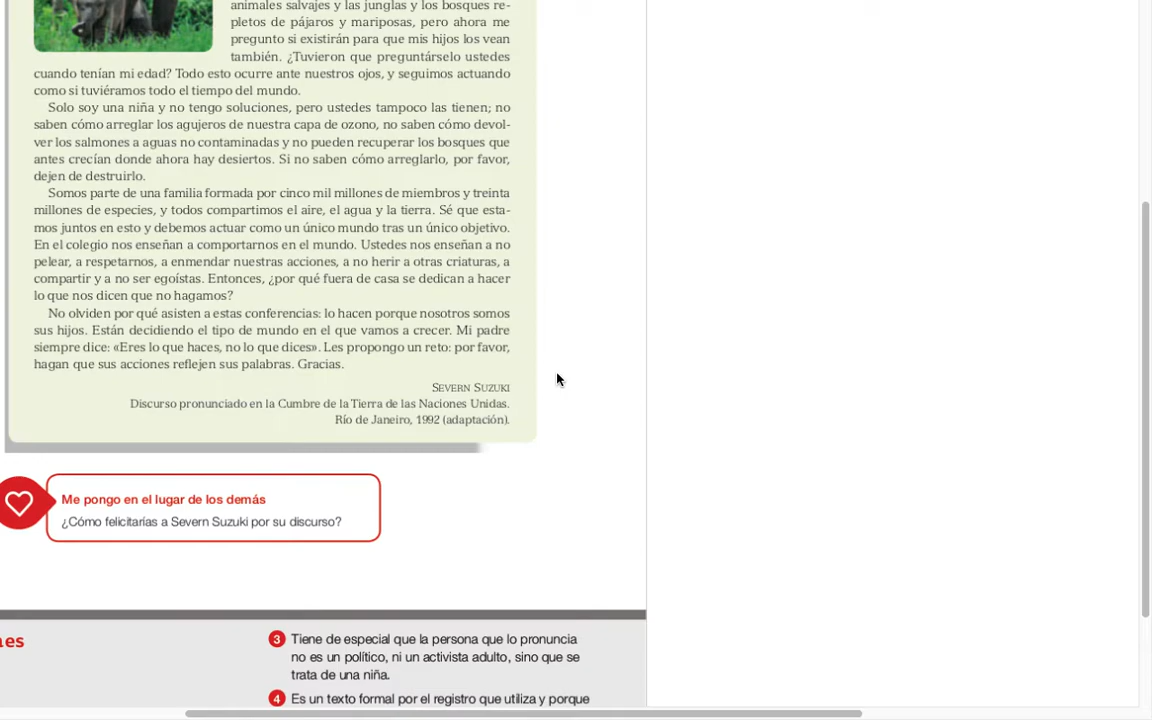 animales salvajes y las junglas y los bosques re-
pletos de pájaros y mariposas, pero ahora me
pregunto si existirán para que mis hijos los vean
también. ¿Tuvieron que preguntárselo ustedes
cuando tenían mi edad? Todo esto ocurre ante nuestros ojos, y seguimos actuando
como si tuviéramos todo el tiempo del mundo.
Solo soy una niña y no tengo soluciones, pero ustedes tampoco las tienen; no
saben cómo arreglar los agujeros de nuestra capa de ozono, no saben cómo devol-
ver los salmones a aguas no contaminadas y no pueden recuperar los bosques que
antes crecían donde ahora hay desiertos. Si no saben cómo arreglarlo, por favor,
dejen de destruirlo.
Somos parte de una familia formada por cinco mil millones de miembros y treinta
millones de especies, y todos compartimos el aire, el agua y la tierra. Sé que esta-
mos juntos en esto y debemos actuar como un único mundo tras un único objetivo.
En el colegio nos enseñan a comportarnos en el mundo. Ustedes nos enseñan a no
pelear, a respetarnos, a enmendar nuestras acciones, a no herir a otras criaturas, a
compartir y a no ser egoístas. Entonces, ¿por qué fuera de casa se dedican a hacer
lo que nos dicen que no hagamos?
No olviden por qué asisten a estas conferencias: lo hacen porque nosotros somos
sus hijos. Están decidiendo el tipo de mundo en el que vamos a crecer. Mi padre
siempre dice: «Eres lo que haces, no lo que dices». Les propongo un reto: por favor,
hagan que sus acciones reflejen sus palabras. Gracias.
SEVERN SUZUKI
Discurso pronunciado en la Cumbre de la Tierra de las Naciones Unidas.
Río de Janeiro, 1992 (adaptación).
Me pongo en el lugar de los demás
¿Cómo felicitarías a Severn Suzuki por su discurso?
nes
3 Tiene de especial que la persona que lo pronuncia
no es un político, ni un activista adulto, sino que se
trata de una niña.
4 Es un texto formal por el registro que utiliza y porque